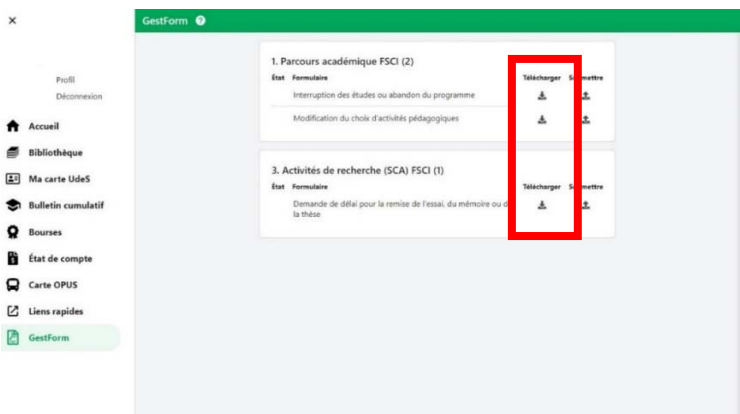 GestForm
Profil
Déconnexion
Accueil
Bibliothèque
Ma carte UdeS
Bulletin cumulatif
Bourses
État de compte
Carte OPUS
Liens rapides
GestForm
1. Parcours académique FSCI (2)
État Formulaire Télécharger
Interruption des études ou abandon du programme
Modification du choix d'activités pédagogiques
3. Activités de recherche (SCA) FSCI (1)
État Formulaire Télécharger
Demande de délai pour la remise de l'essai, du mémoire ou
la thèse